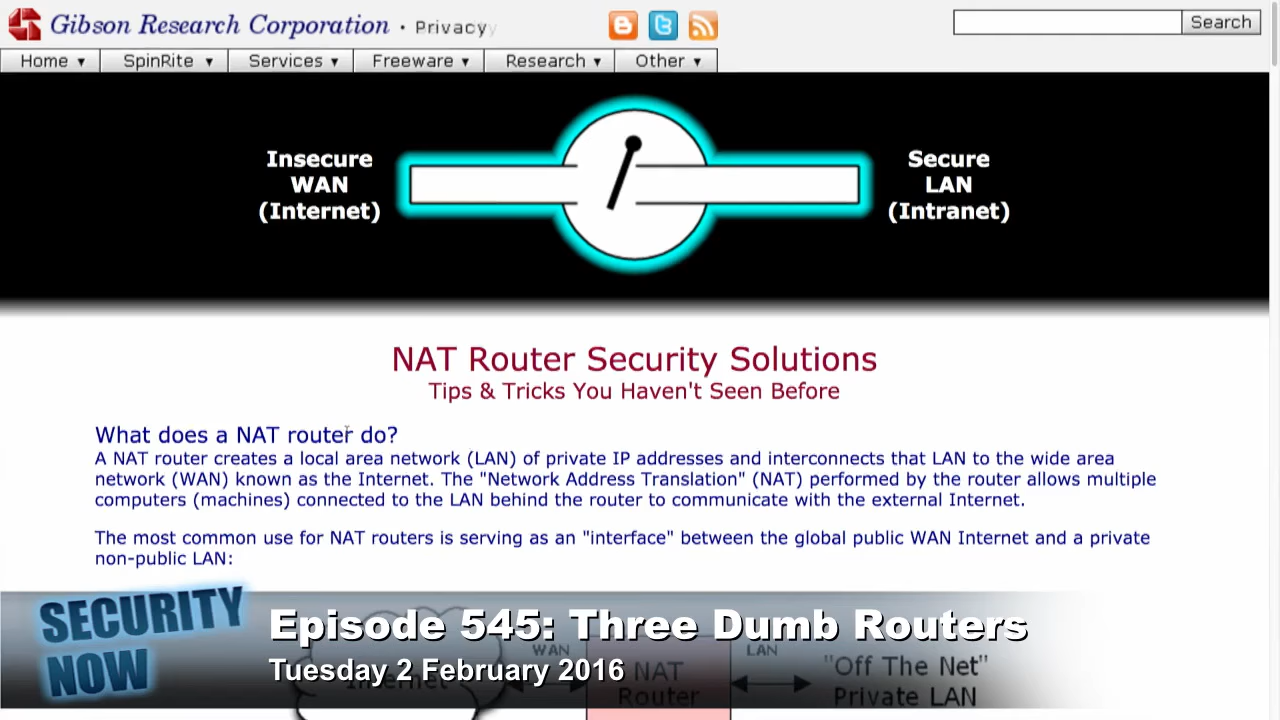 Gibson Research Corporation · Privacy
Search
Home ▾ SpinRite ▾ Services ▾ Freeware ▾ Research ▾ Other ▾
Insecure
WAN
(Internet)
Secure
LAN
(Intranet)
NAT Router Security Solutions
Tips & Tricks You Haven't Seen Before
What does a NAT router do?
A NAT router creates a local area network (LAN) of private IP addresses and interconnects that LAN to the wide area
network (WAN) known as the Internet. The "Network Address Translation" (NAT) performed by the router allows multiple
computers (machines) connected to the LAN behind the router to communicate with the external Internet.
The most common use for NAT routers is serving as an "interface" between the global public WAN Internet and a private
non-public LAN:
SECURITY
NOW
Episode 545: Three Dumb Routers
Tuesday 2 February 2016
Internet
WAN
NAT
Router
LAN
"Off The Net"
Private LAN